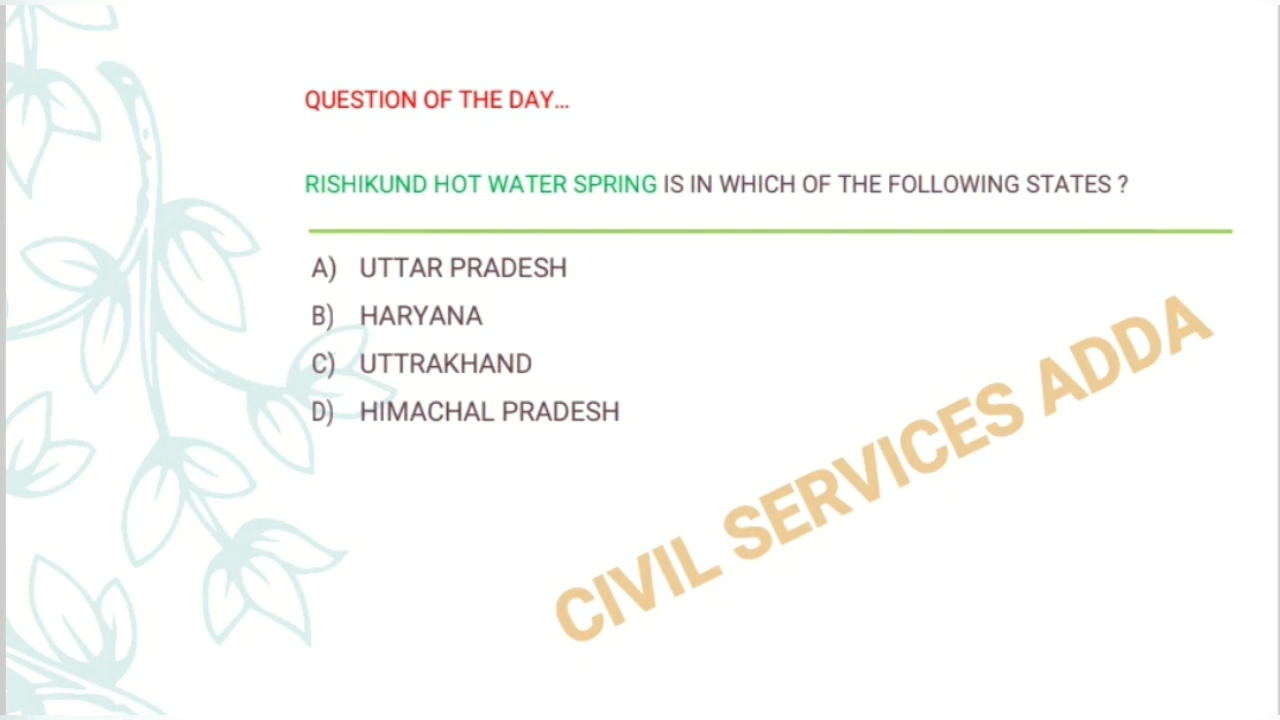 QUESTION OF THE DAY...
RISHIKUND HOT WATER SPRING IS IN WHICH OF THE FOLLOWING STATES ?
A) UTTAR PRADESH
B) HARYANA
C) UTTRAKHAND
D) HIMACHAL PRADESH
CIVIL SERVICES ADDA